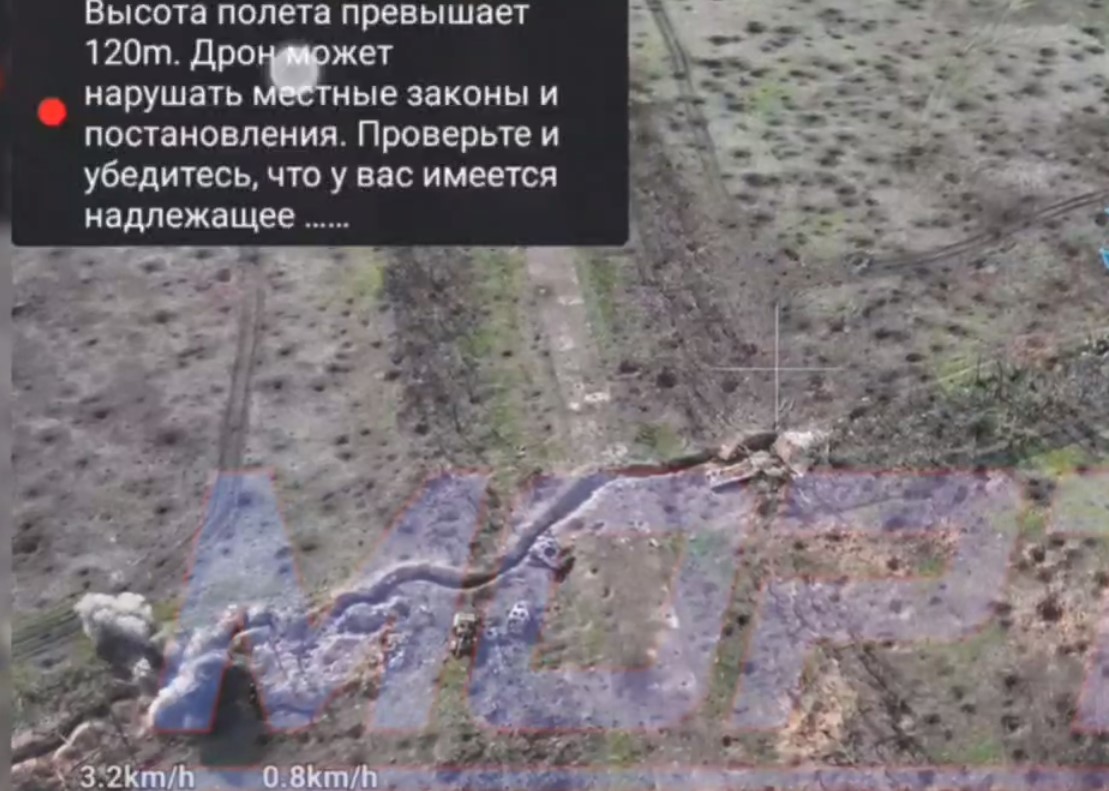 Высота полета превышает
120m. Дрон может
нарушать местные законы и
постановления. Проверьте и
убедитесь, что у вас имеется
надлежащее ......
МОР
3.2km/h 0.8km/h